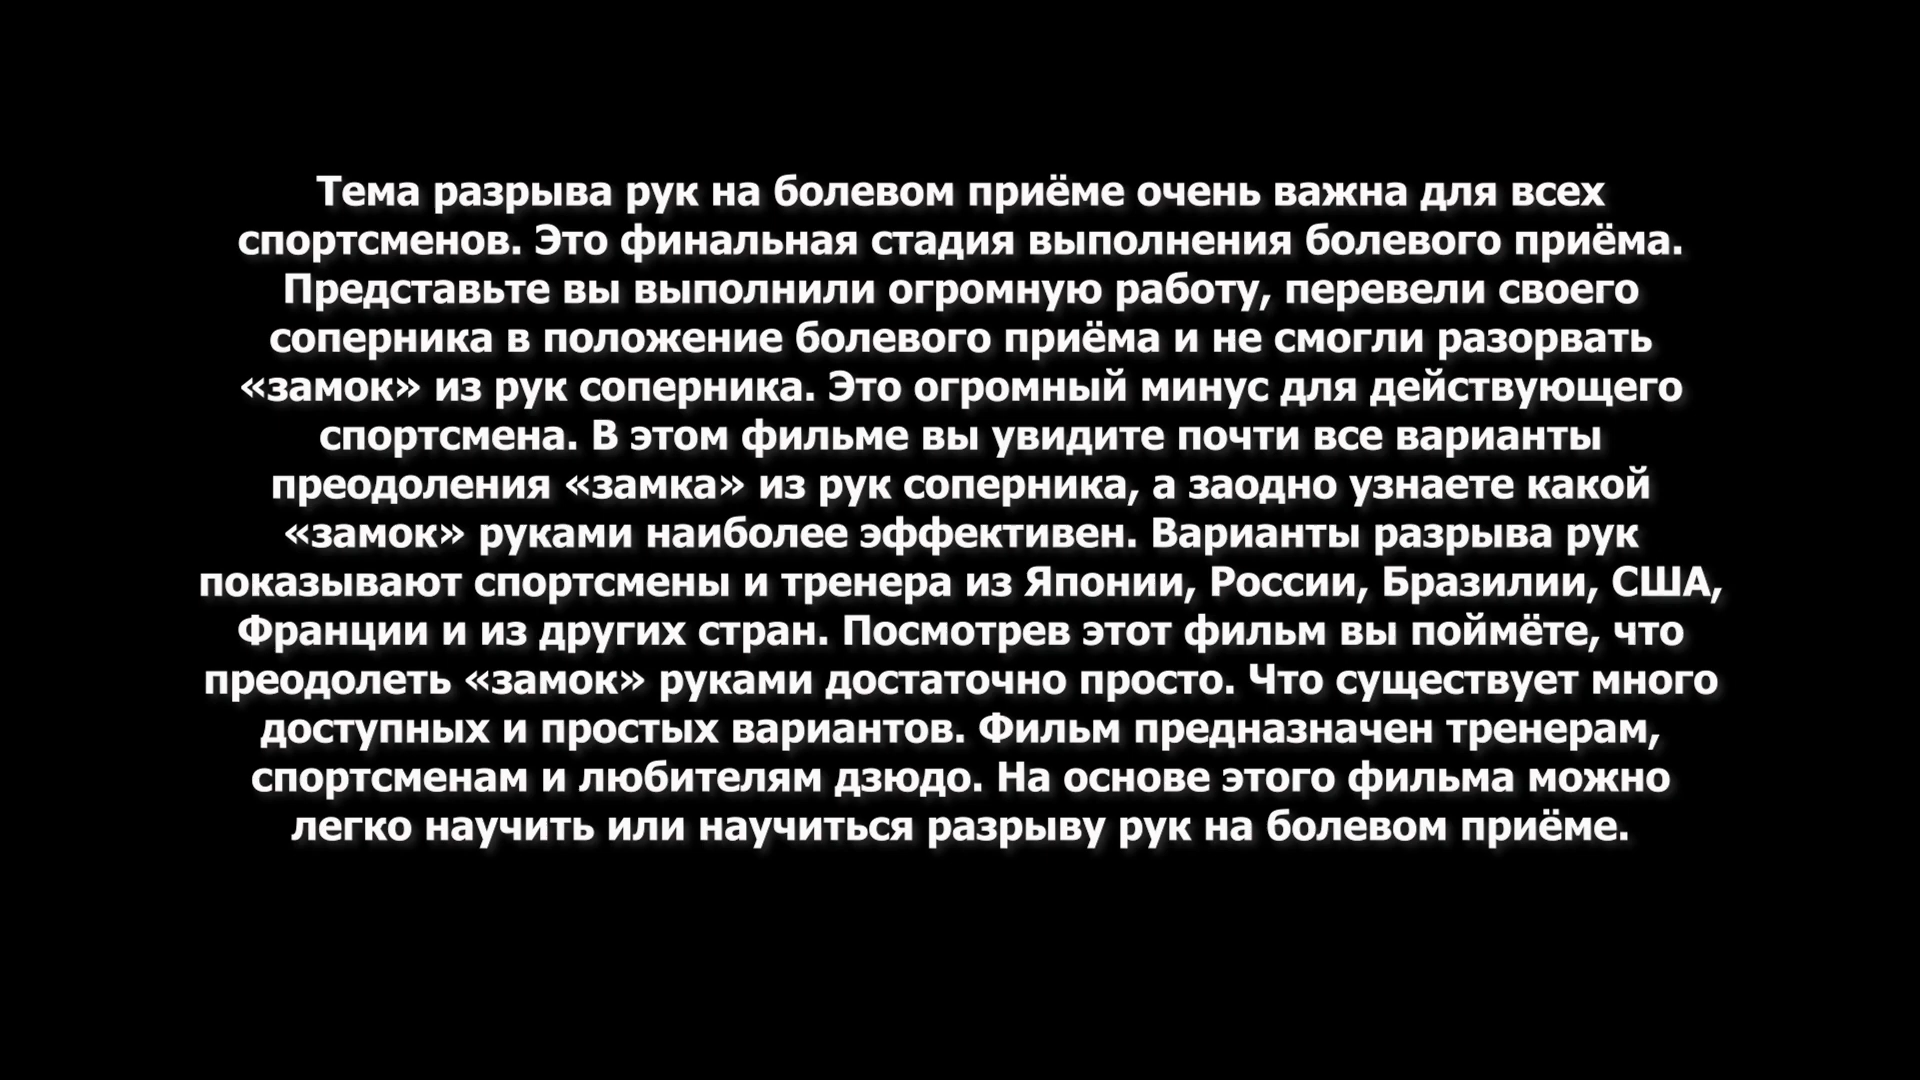 Тема разрыва рук на болевом приёме очень важна для всех
спортсменов. Это финальная стадия выполнения болевого приёма.
Представьте вы выполнили огромную работу, перевели своего
соперника в положение болевого приёма и не смогли разорвать
«замок» из рук соперника. Это огромный минус для действующего
спортсмена. В этом фильме вы увидите почти все варианты
преодоления «замка» из рук соперника, а заодно узнаете какой
«замок» руками наиболее эффективен. Варианты разрыва рук
показывают спортсмены и тренера из Японии, России, Бразилии, США,
Франции и из других стран. Посмотрев этот фильм вы поймёте, что
преодолеть «замок» руками достаточно просто. Что существует много
доступных и простых вариантов. Фильм предназначен тренерам,
спортсменам и любителям дзюдо. На основе этого фильма можно
легко научить или научиться разрыву рук на болевом приёме.